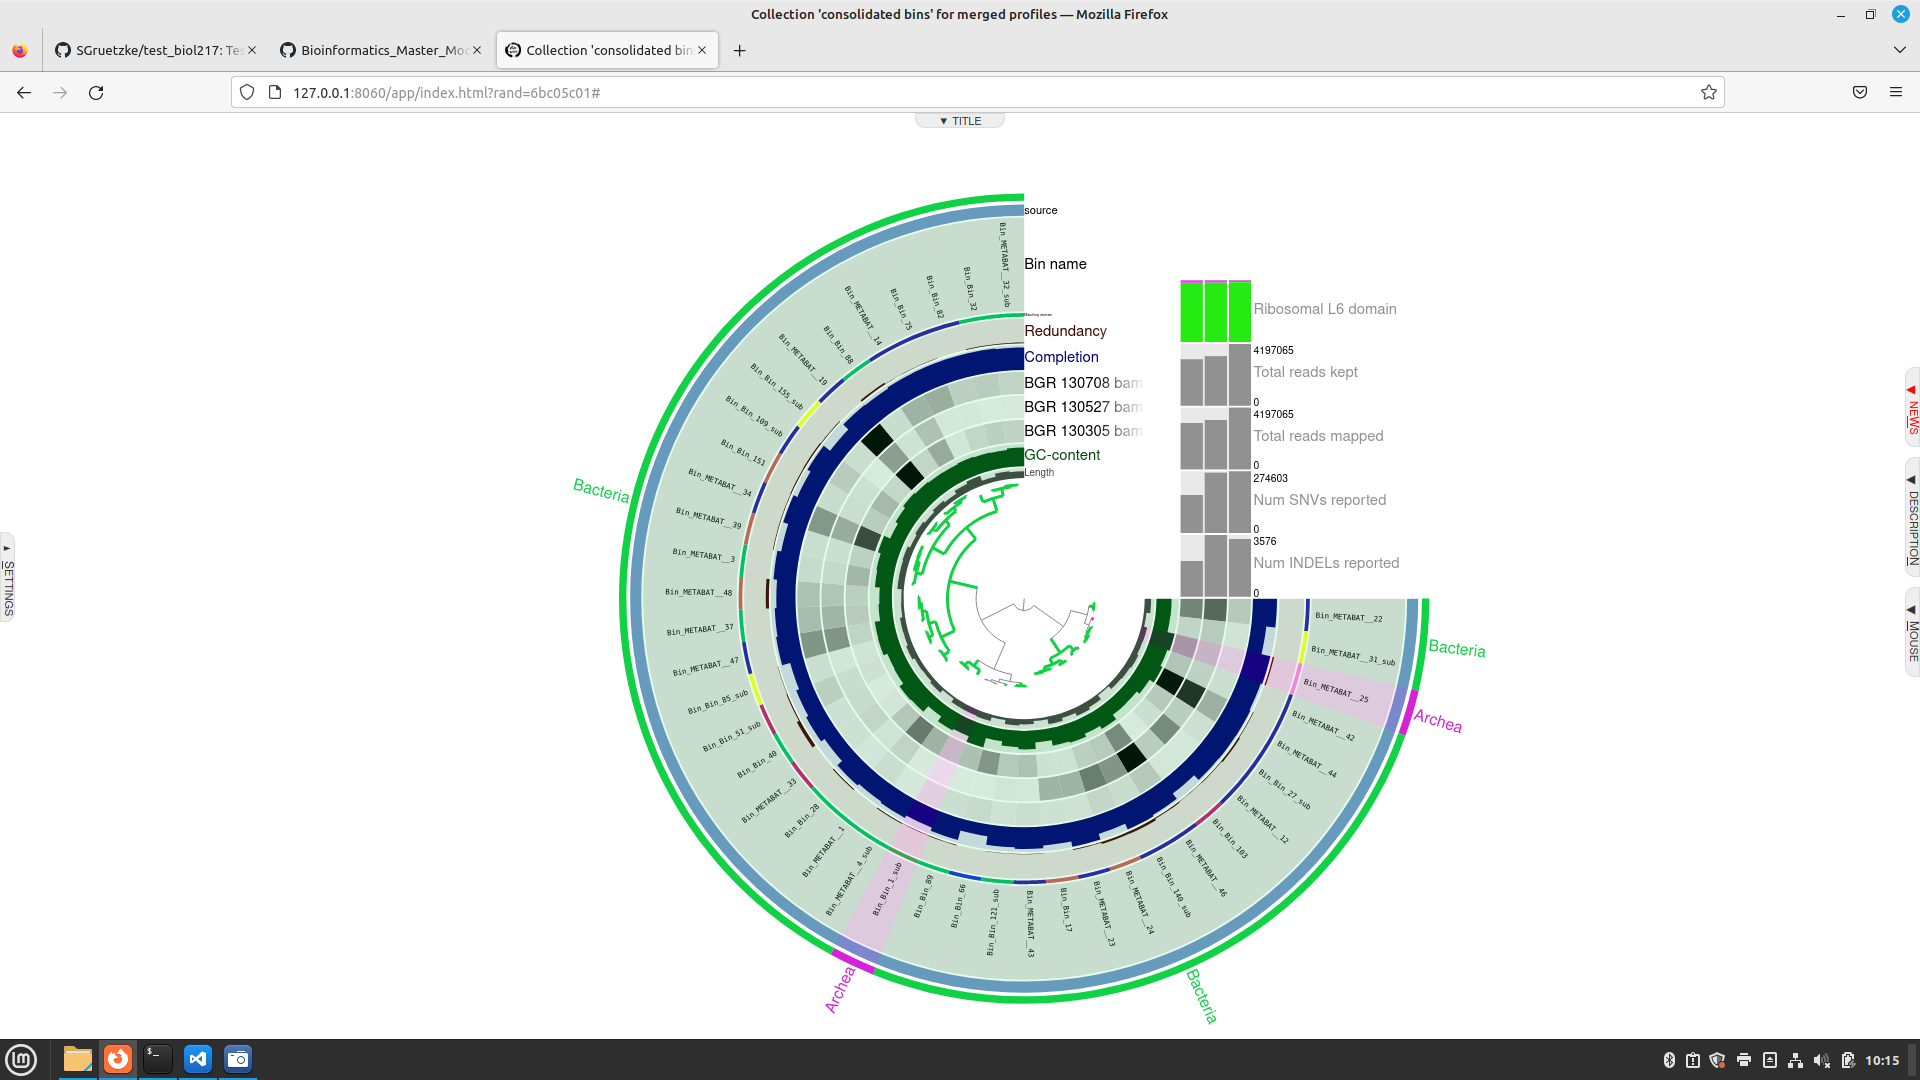 Collection 'consolidated bins' for merged profiles — Mozilla Firefox
SGruetzke/test_biol217: Te
Bioinformatics_Master_Mo
Collection 'consolidated bin
127.0.0.1:8060/app/index.html?rand=6bc05c01#
▼ TITLE
source
Bin name
Matching domain
Redundancy
Completion
BGR 130708 bam
BGR 130527 bam
BGR 130305 bam
GC-content
Length
Ribosomal L6 domain
4197065
Total reads kept
0
4197065
Total reads mapped
0
274603
Num SNVs reported
0
3576
Num INDELs reported
0
Bin_METABAT__32_sub
Bin_Bin_32
Bin_Bin_82
Bin_Bin_75
Bin_METABAT__14
Bin_Bin_88
Bin_METABAT__19
Bin_Bin_155_sub
Bin_Bin_109_sub
Bin_Bin_151
Bin_METABAT__34
Bin_METABAT__39
Bin_METABAT__3
Bin_METABAT__48
Bin_METABAT__37
Bin_METABAT__47
Bin_Bin_85_sub
Bin_Bin_51_sub
Bin_Bin_40
Bin_METABAT__33
Bin_Bin_28
Bin_METABAT__1
Bin_METABAT__4_sub
Bin_Bin_1_sub
Bin_Bin_89
Bin_Bin_66
Bin_Bin_121_sub
Bin_METABAT__43
Bin_Bin_17
Bin_METABAT__23
Bin_METABAT__24
Bin_Bin_140_sub
Bin_METABAT__46
Bin_Bin_103
Bin_METABAT__12
Bin_Bin_27_sub
Bin_METABAT__44
Bin_METABAT__42
Bin_METABAT__25
Bin_METABAT__31_sub
Bin_METABAT__22
Bacteria
Archea
Bacteria
Archea
Bacteria
SETTINGS
NEWS
DESCRIPTION
MOUSE
10:15